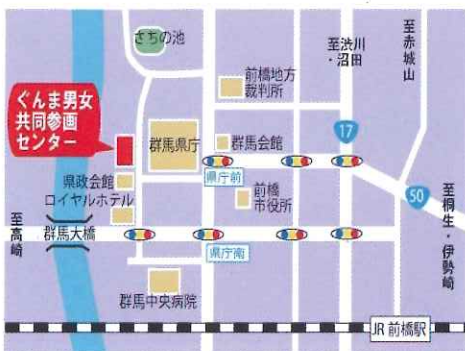 さちの池
至渋川
・沼田
至赤城山
前橋地方
裁判所
ぐんま男女
共同参画
センター
17
群馬県庁
群馬会館
県庁前
県政会館
ロイヤルホテル
前橋
市役所
50
至高崎
群馬大橋
至桐生・伊勢崎
県庁南
群馬中央病院
JR 前橋駅